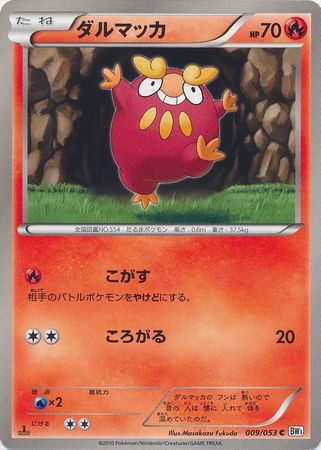 たね
ダルマッカ
HP70
全国図鑑NO.554 だるまポケモン 高さ：0.6m 重さ：37.5kg
こがす
相手のバトルポケモンをやけどにする。
ころがる 20
弱点 抵抗力
×2
にげる
ダルマッカの フンは 熱いので
昔の 人は 懐に 入れて 体を
温めていたのだ。
1
Illus.Masakazu Fukudo
009/053 C BW1
©2010 Pokémon/Nintendo/Creatures/GAME FREAK.